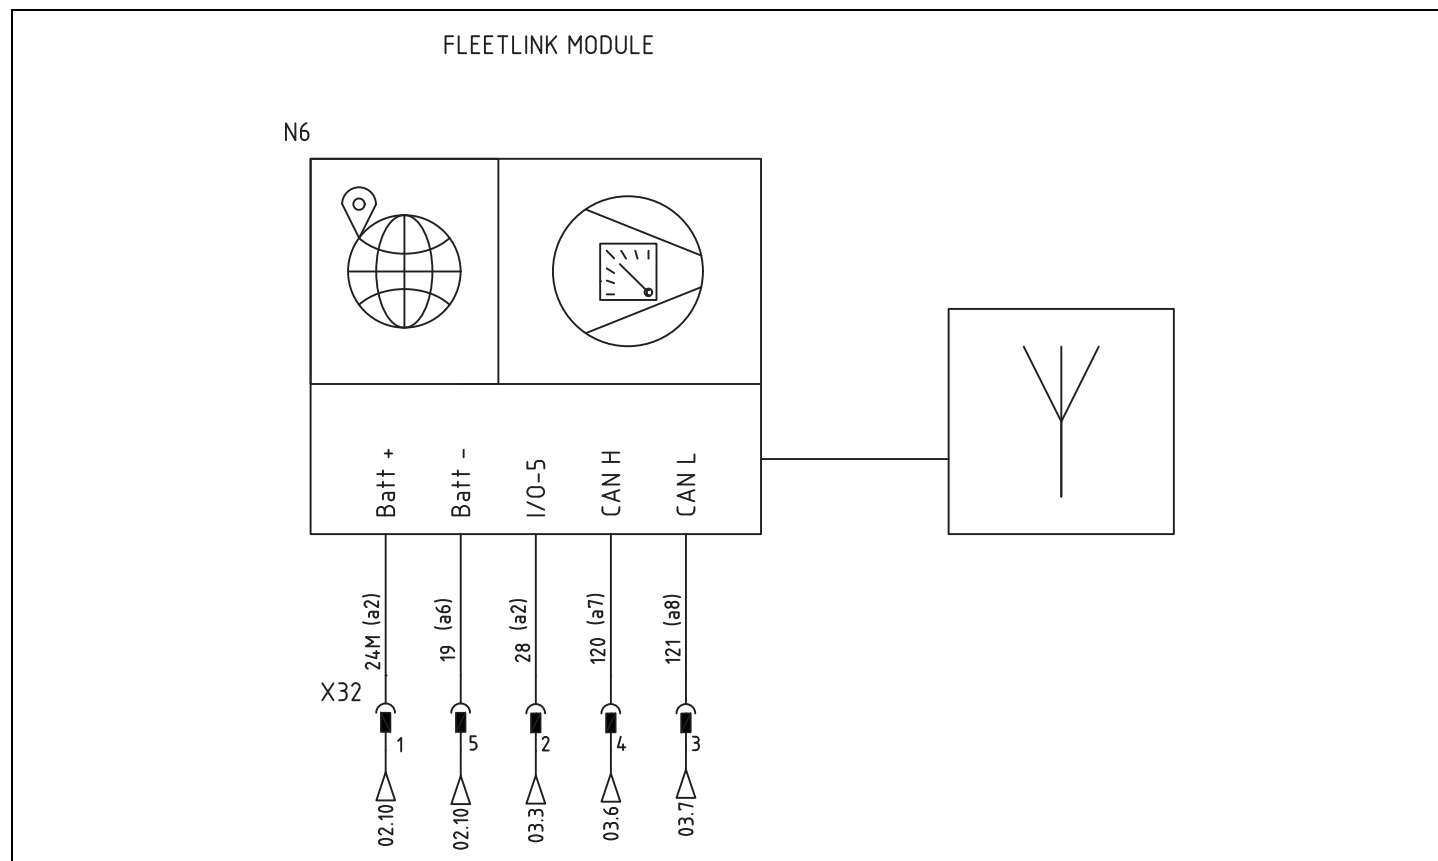 FLEETLINK MODULE
N6
Batt +
Batt -
I/O-5
CAN H
CAN L
24M (a2)
19 (a6)
28 (a2)
120 (a7)
121 (a8)
X32
1
5
2
4
3
02.10
02.10
03.3
03.6
03.7